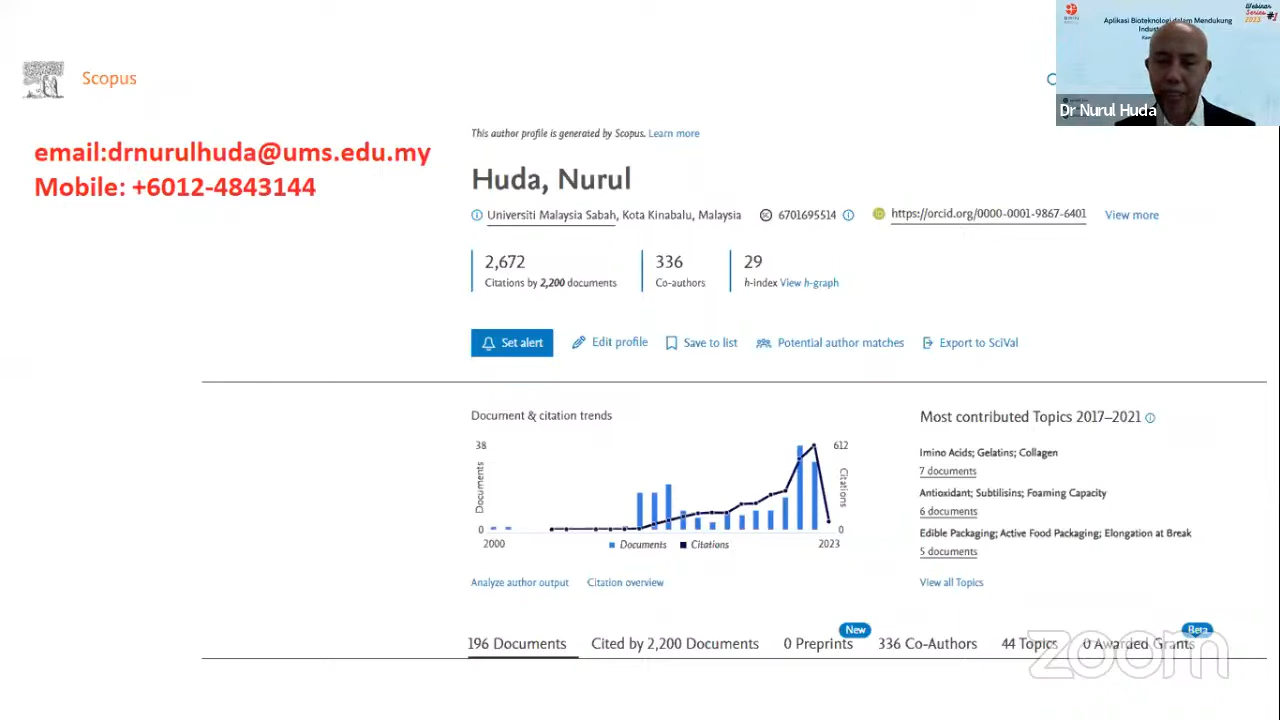 Scopus
email:drnurulhuda@ums.edu.my
Mobile: +6012-4843144
Aplikasi Bioteknologi dalam Mendukung
Webinar
Series
2023 #1
Dr Nurul Huda
This author profile is generated by Scopus. Learn more
Huda, Nurul
Universiti Malaysia Sabah, Kota Kinabalu, Malaysia SC 6701695514 https://orcid.org/0000-0001-9867-6401 View more
2,672 336 29
Citations by 2,200 documents Co-authors h-index View h-graph
Set alert Edit profile Save to list Potential author matches Export to SciVal
Document & citation trends
38 612
Documents Citations
0 0
2000 2023
Documents Citations
Analyze author output Citation overview
Most contributed Topics 2017–2021
Imino Acids; Gelatins; Collagen
7 documents
Antioxidant; Subtilisins; Foaming Capacity
6 documents
Edible Packaging; Active Food Packaging; Elongation at Break
5 documents
View all Topics
New Beta
196 Documents Cited by 2,200 Documents 0 Preprints 336 Co-Authors 44 Topics 0 Awarded Grants
zoom